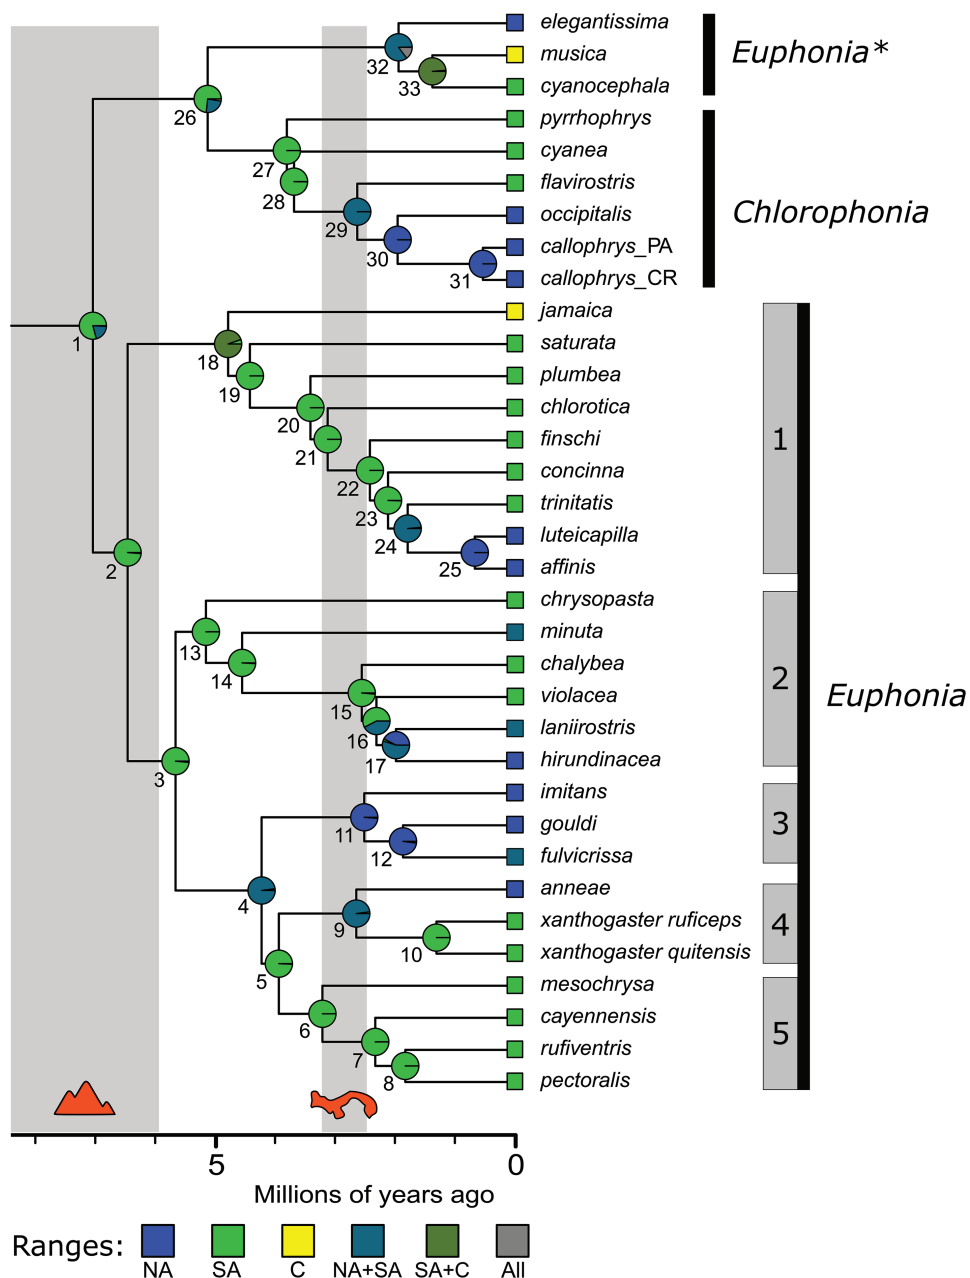 elegantissima
musica
cyanocephala
pyrrhophrys
cyanea
flavirostris
occipitalis
callophrys_PA
callophrys_CR
jamaica
saturata
plumbea
chlorotica
finschi
concinna
trinitatis
luteicapilla
affinis
chrysopasta
minuta
chalybea
violacea
laniirostris
hirundinacea
imitans
gouldi
fulvicrissa
anneae
xanthogaster ruficeps
xanthogaster quitensis
mesochrysa
cayennensis
rufiventris
pectoralis
Euphonia*
Chlorophonia
Euphonia
1
2
3
4
5
32
33
26
27
28
29
30
31
1
18
19
20
21
22
23
24
25
2
13
14
15
16
17
3
11
12
4
9
10
5
6
7
8
5 0
Millions of years ago
Ranges:
NA SA C NA+SA SA+C All